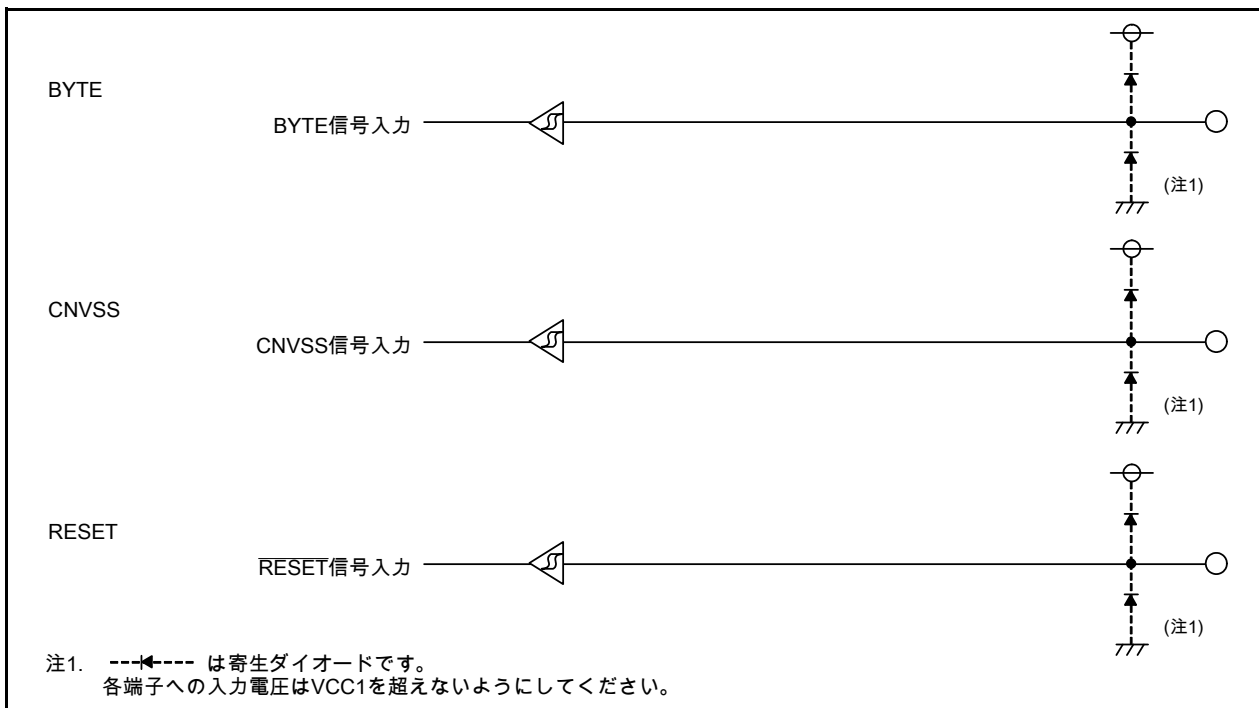 BYTE
BYTE信号入力
(注1)
CNVSS
CNVSS信号入力
(注1)
RESET
RESET信号入力
(注1)
注1. は寄生ダイオードです。
各端子への入力電圧はVCC1を超えないようにしてください。